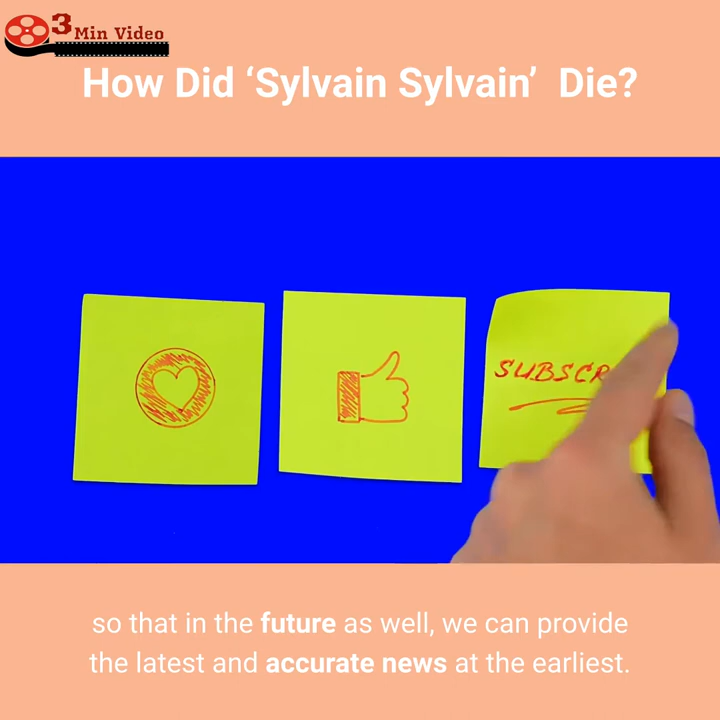 3 Min Video
How Did ‘Sylvain Sylvain’ Die?
SUBSCR
so that in the future as well, we can provide
the latest and accurate news at the earliest.